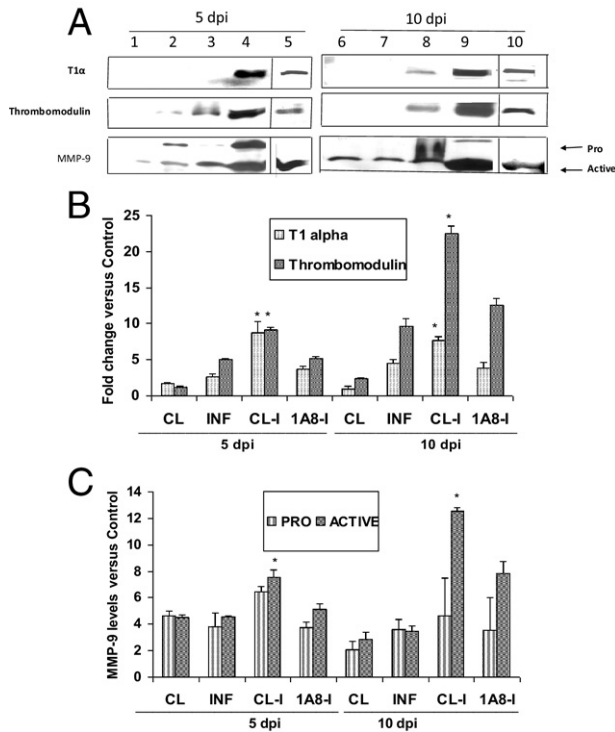 A
5 dpi
10 dpi
1 2 3 4 5 6 7 8 9 10
T1α
Thrombomodulin
MMP-9
Pro
Active
B
Fold change versus Control
25
20
15
10
5
0
T1 alpha
Thrombomodulin
* *
*
*
CL INF CL-I 1A8-I CL INF CL-I 1A8-I
5 dpi 10 dpi
C
MMP-9 levels versus Control
14
12
10
8
6
4
2
0
PRO ACTIVE
*
*
CL INF CL-I 1A8-I CL INF CL-I 1A8-I
5 dpi 10 dpi